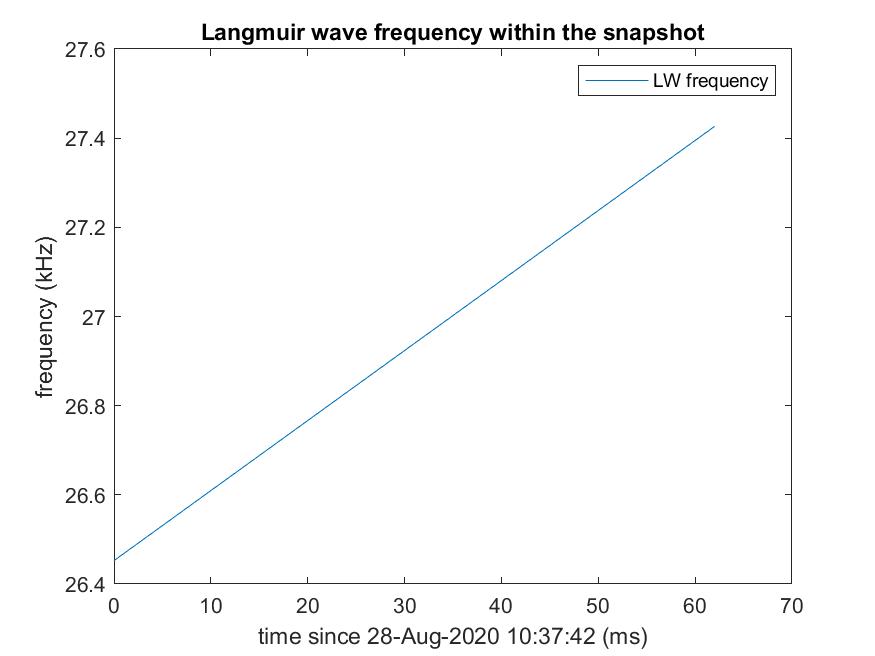 Langmuir wave frequency within the snapshot
27.6
LW frequency
27.4
27.2
27
26.8
26.6
26.4
frequency (kHz)
0 10 20 30 40 50 60 70
time since 28-Aug-2020 10:37:42 (ms)